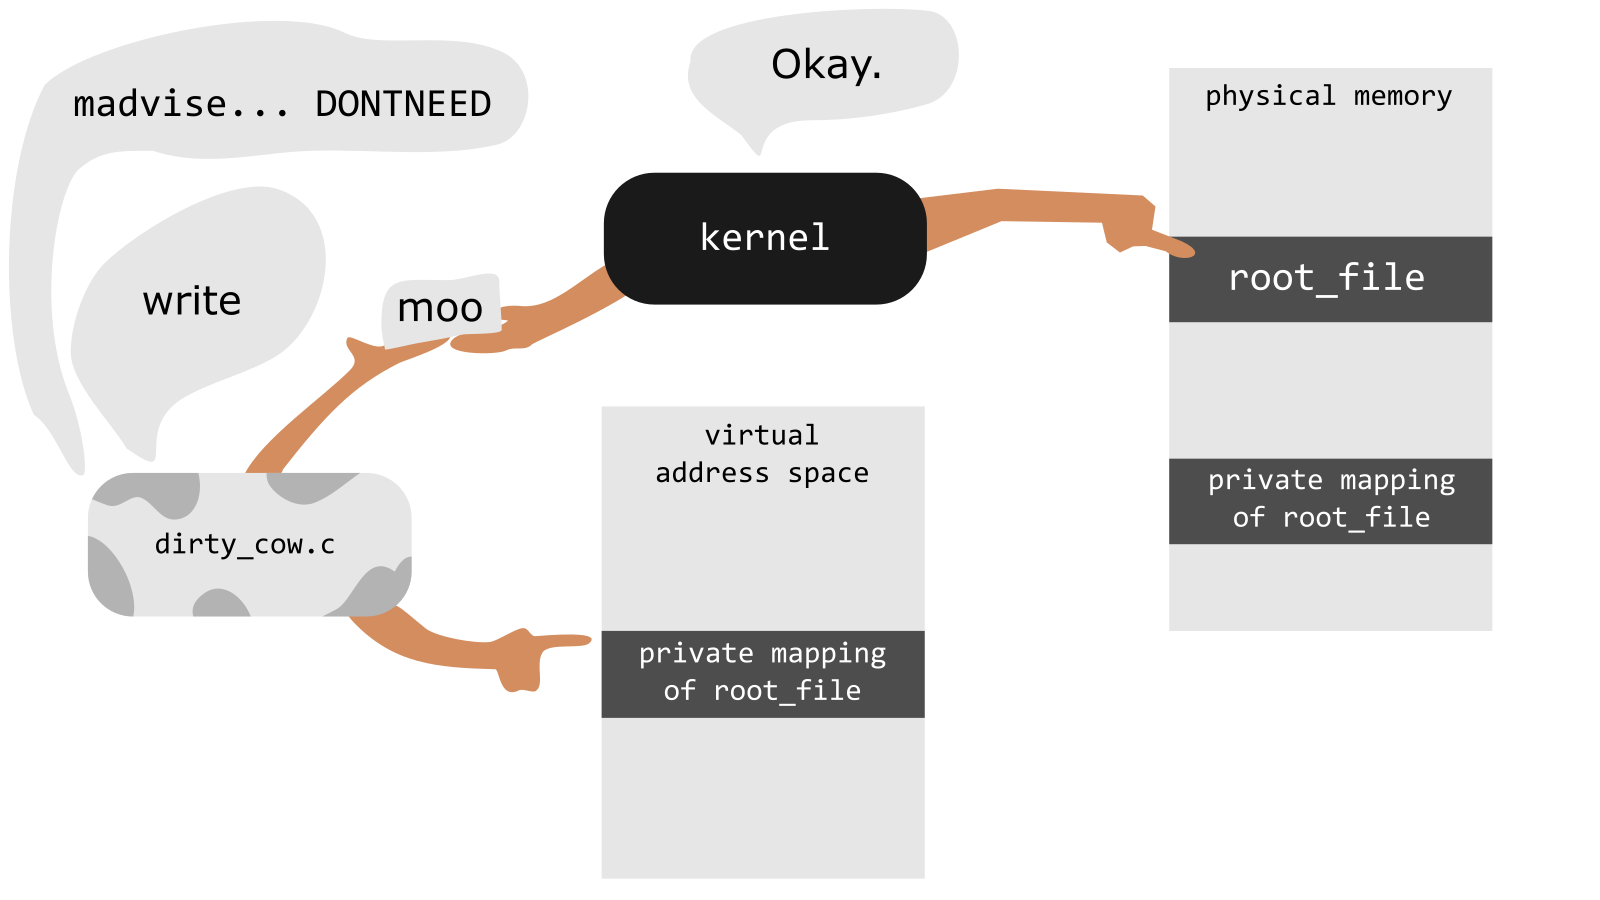 madvise... DONTNEED
Okay.
physical memory
kernel
root_file
write
moo
virtual
address space
private mapping
of root_file
dirty_cow.c
private mapping
of root_file